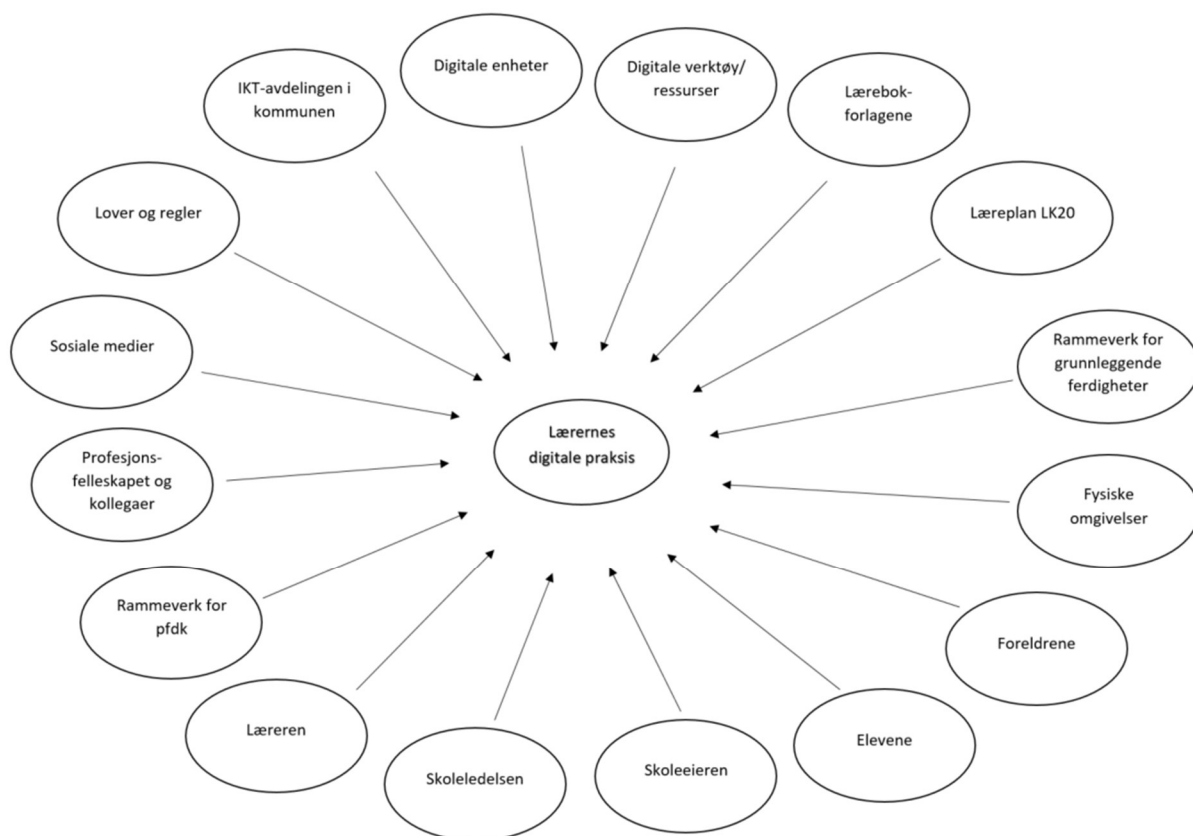 Digitale enheter
Digitale verktøy/
ressurser
Lærebok-
forlagene
Læreplan LK20
Rammeverk for
grunnleggende
ferdigheter
Fysiske
omgivelser
Foreldrene
Elevene
Skoleeieren
Skoleledelsen
Læreren
Rammeverk for
pfdk
Profesjons-
felleskapet og
kollegaer
Sosiale medier
Lover og regler
IKT-avdelingen i
kommunen
Lærernes
digitale praksis